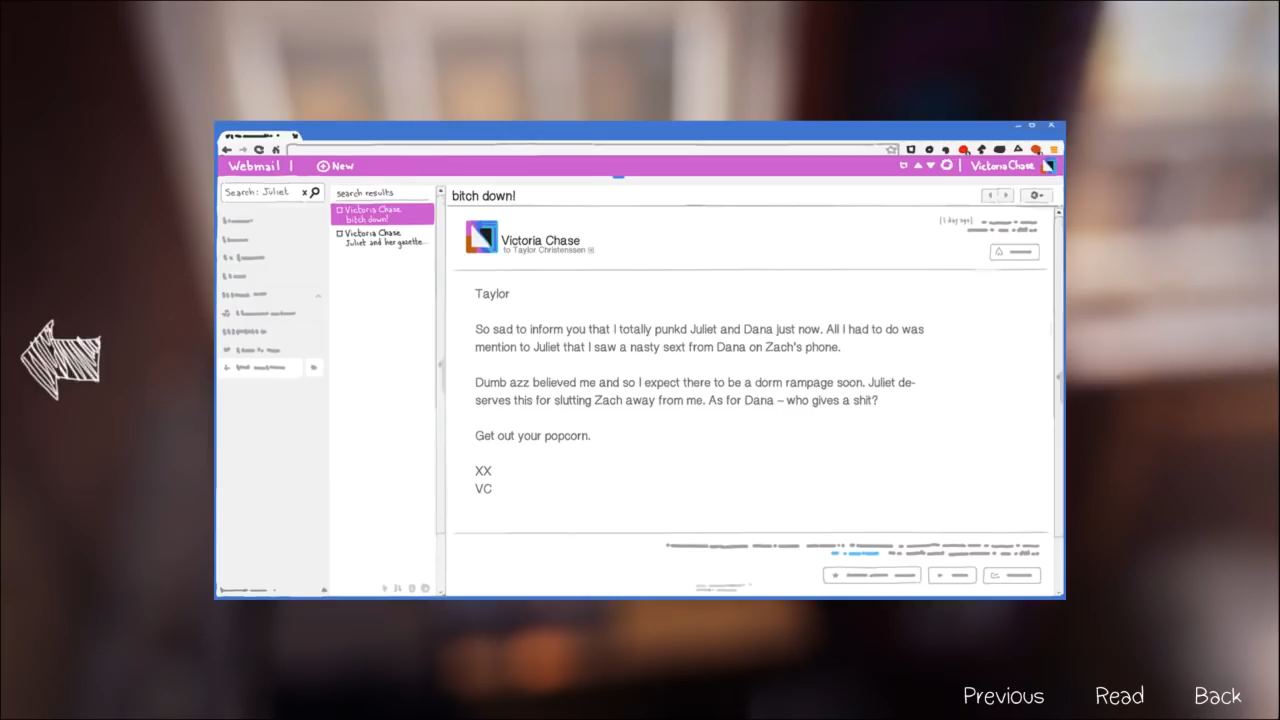 Webmail |
New
Victoria Chase
Search: Juliet x
search results
bitch down!
Victoria Chase
bitch down!
Victoria Chase
Juliet and her gazette...
[1 day ago]
Victoria Chase
to Taylor Christenssen
Taylor
So sad to inform you that I totally punkd Juliet and Dana just now. All I had to do was
mention to Juliet that I saw a nasty sext from Dana on Zach's phone.
Dumb azz believed me and so I expect there to be a dorm rampage soon. Juliet de-
serves this for slutting Zach away from me. As for Dana – who gives a shit?
Get out your popcorn.
XX
VC
Previous
Read
Back